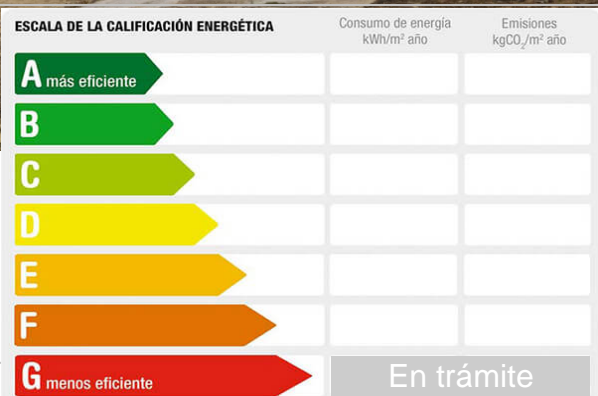 ESCALA DE LA CALIFICACIÓN ENERGÉTICA
Consumo de energía
kWh/m² año
Emisiones
kgCO₂/m² año
A más eficiente
B
C
D
E
F
G menos eficiente
En trámite